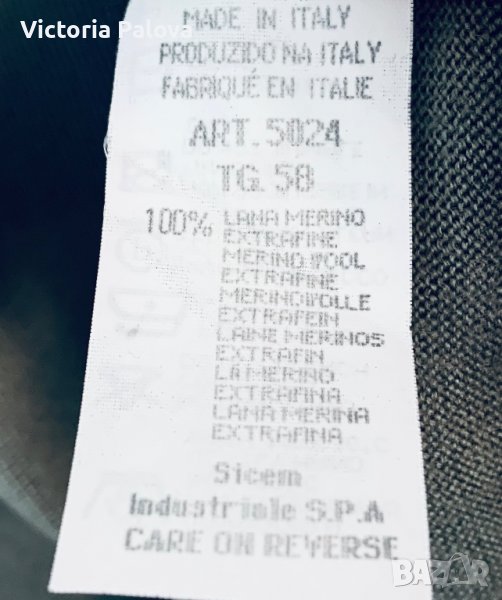 Victoria Palova
MADE IN ITALY
PRODUZIDO NA ITALY
FABRIQUÉ EN ITALIE
ART.5024
TG.58
100% LANA MERINO
EXTRAFINE
MERINO WOOL
EXTRAFINE
MERINOWOLLE
EXTRAFEIN
LAINE MERINOS
EXTRAFIN
LA MERINO
EXTRAFINA
LANA MERINA
EXTRAFINA
Sicem
Industriale S.P.A
CARE ON REVERSE
BAZAR